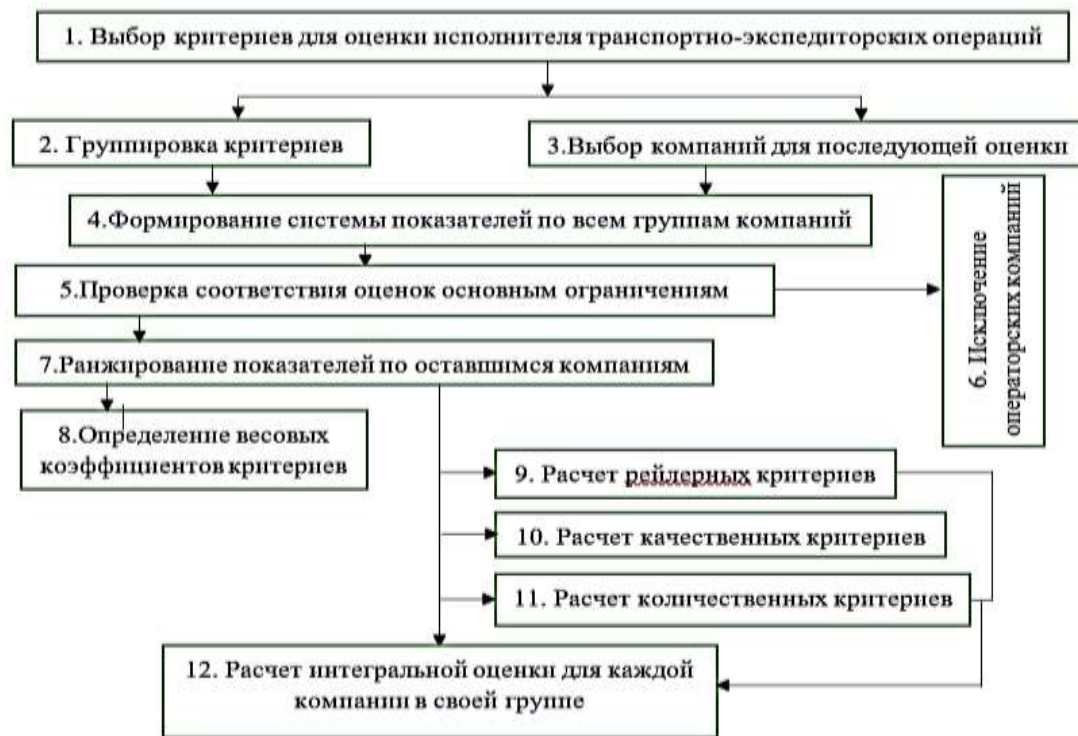 1. Выбор критериев для оценки исполнителя транспортно-экспедиторских операций
2. Группировка критериев
3.Выбор компаний для последующей оценки
4.Формирование системы показателей по всем группам компаний
5.Проверка соответствия оценок основным ограничениям
6. Исключение
операторских компаний
7.Ранжирование показателей по оставшимся компаниям
8.Определение весовых
коэффициентов критериев
9. Расчет рейлерных критериев
10. Расчет качественных критериев
11. Расчет количественных критериев
12. Расчет интегральной оценки для каждой
компании в своей группе